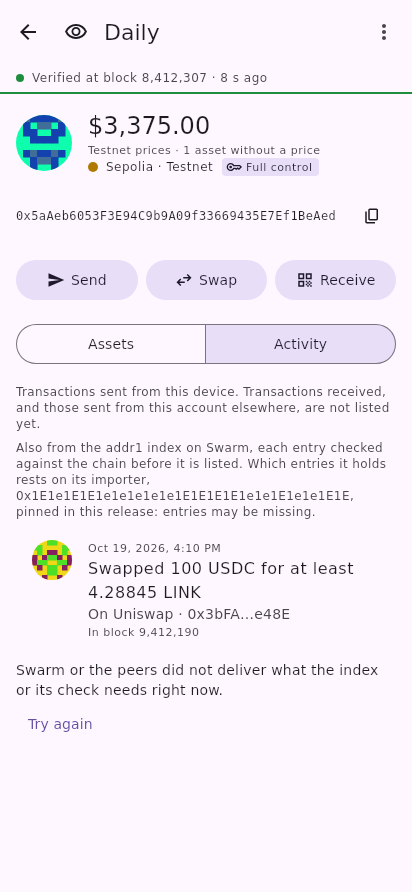 Daily
Verified at block 8,412,307 · 8 s ago
$3,375.00
Testnet prices · 1 asset without a price
Sepolia · Testnet
Full control
0x5aAeb6053F3E94C9b9A09f33669435E7Ef1BeAed
Send
Swap
Receive
Assets
Activity
Transactions sent from this device. Transactions received,
and those sent from this account elsewhere, are not listed
yet.
Also from the addr1 index on Swarm, each entry checked
against the chain before it is listed. Which entries it holds
rests on its importer,
0x1E1e1E1E1e1e1e1e1e1E1E1E1E1e1E1e1e1e1E1E,
pinned in this release: entries may be missing.
Oct 19, 2026, 4:10 PM
Swapped 100 USDC for at least
4.28845 LINK
On Uniswap · 0x3bFA…e48E
In block 9,412,190
Swarm or the peers did not deliver what the index
or its check needs right now.
Try again